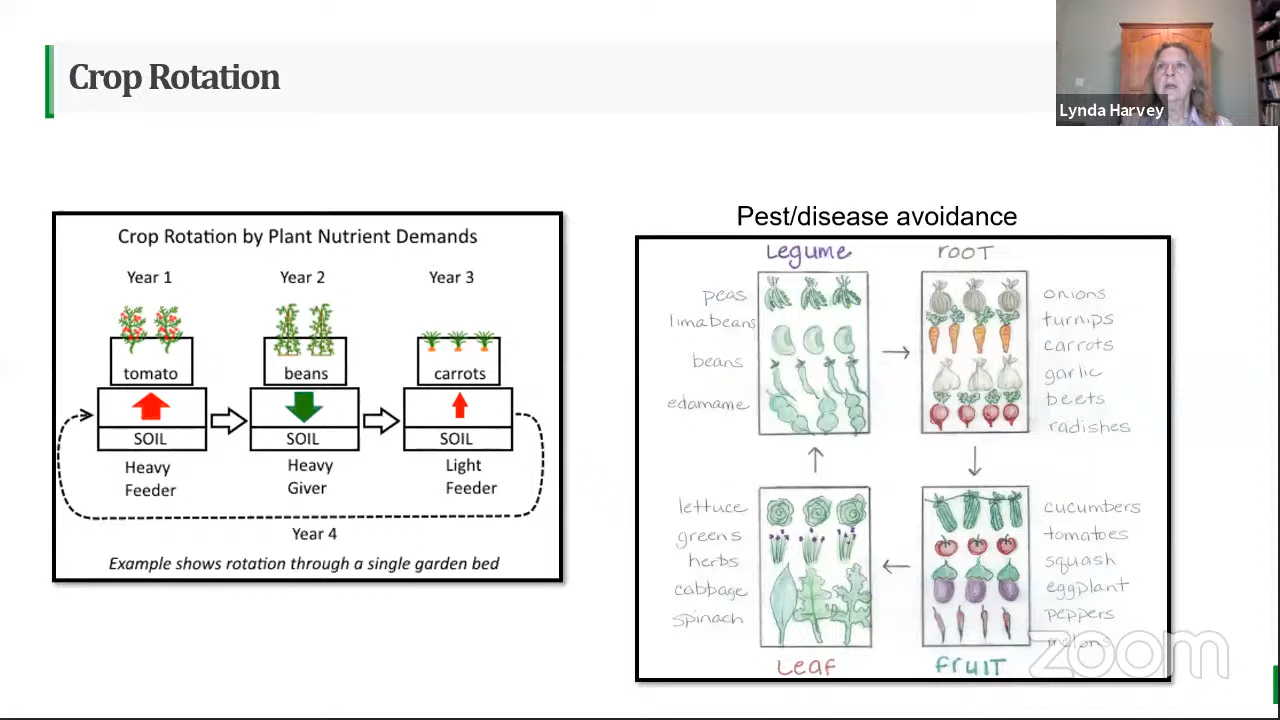 Crop Rotation
Lynda Harvey
Crop Rotation by Plant Nutrient Demands
Year 1 Year 2 Year 3
tomato beans carrots
SOIL SOIL SOIL
Heavy Feeder
Heavy Giver
Light Feeder
Year 4
Example shows rotation through a single garden bed
Pest/disease avoidance
Legume
peas
limabeans
beans
edamame
root
onions
turnips
carrots
garlic
beets
radishes
lettuce
greens
herbs
cabbage
spinach
Leaf
cucumbers
tomatoes
squash
eggplant
peppers
melons
fruit
zoom